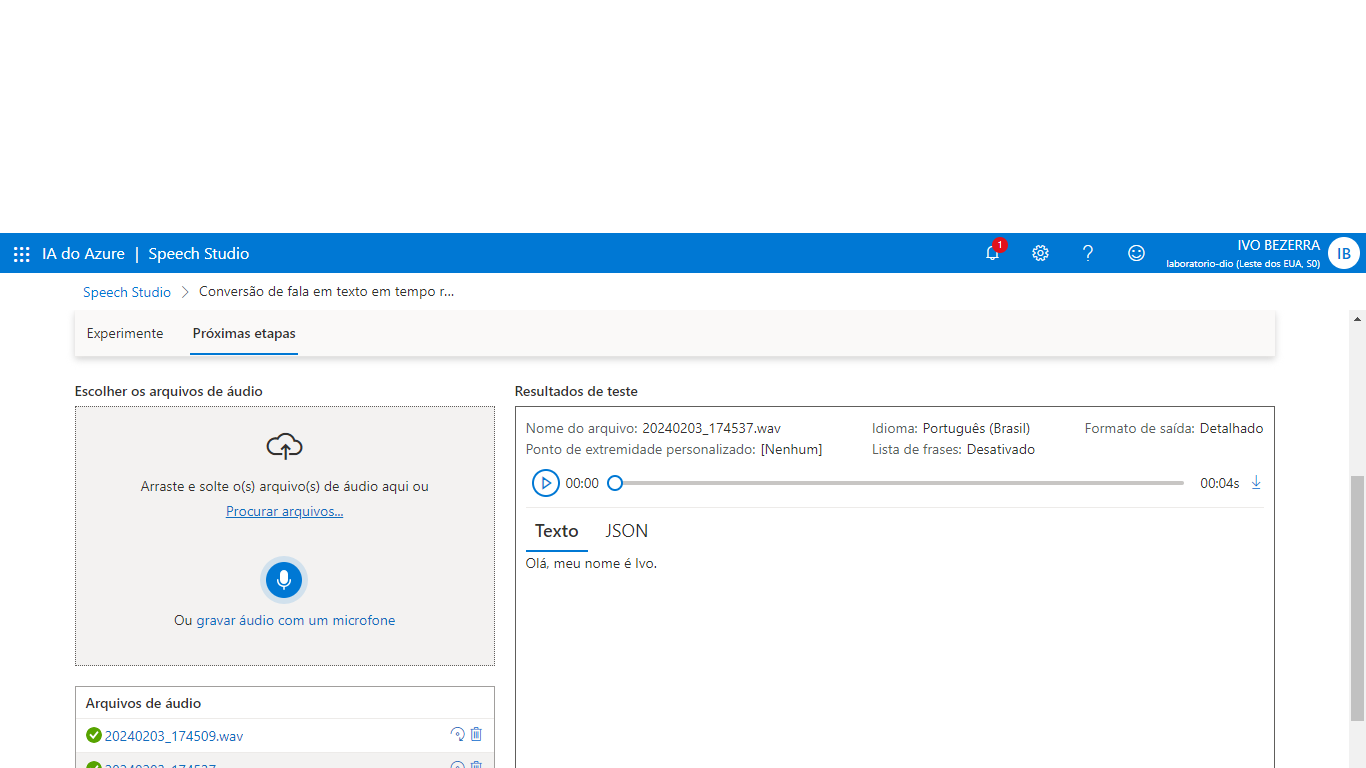 IA do Azure | Speech Studio
1
IVO BEZERRA
laboratorio-dio (Leste dos EUA, S0)
IB
Speech Studio > Conversão de fala em texto em tempo r...
Experimente
Próximas etapas
Escolher os arquivos de áudio
Arraste e solte o(s) arquivo(s) de áudio aqui ou
Procurar arquivos...
Ou gravar áudio com um microfone
Arquivos de áudio
20240203_174509.wav
Resultados de teste
Nome do arquivo: 20240203_174537.wav
Idioma: Português (Brasil)
Formato de saída: Detalhado
Ponto de extremidade personalizado: [Nenhum]
Lista de frases: Desativado
00:00
00:04s
Texto
JSON
Olá, meu nome é Ivo.